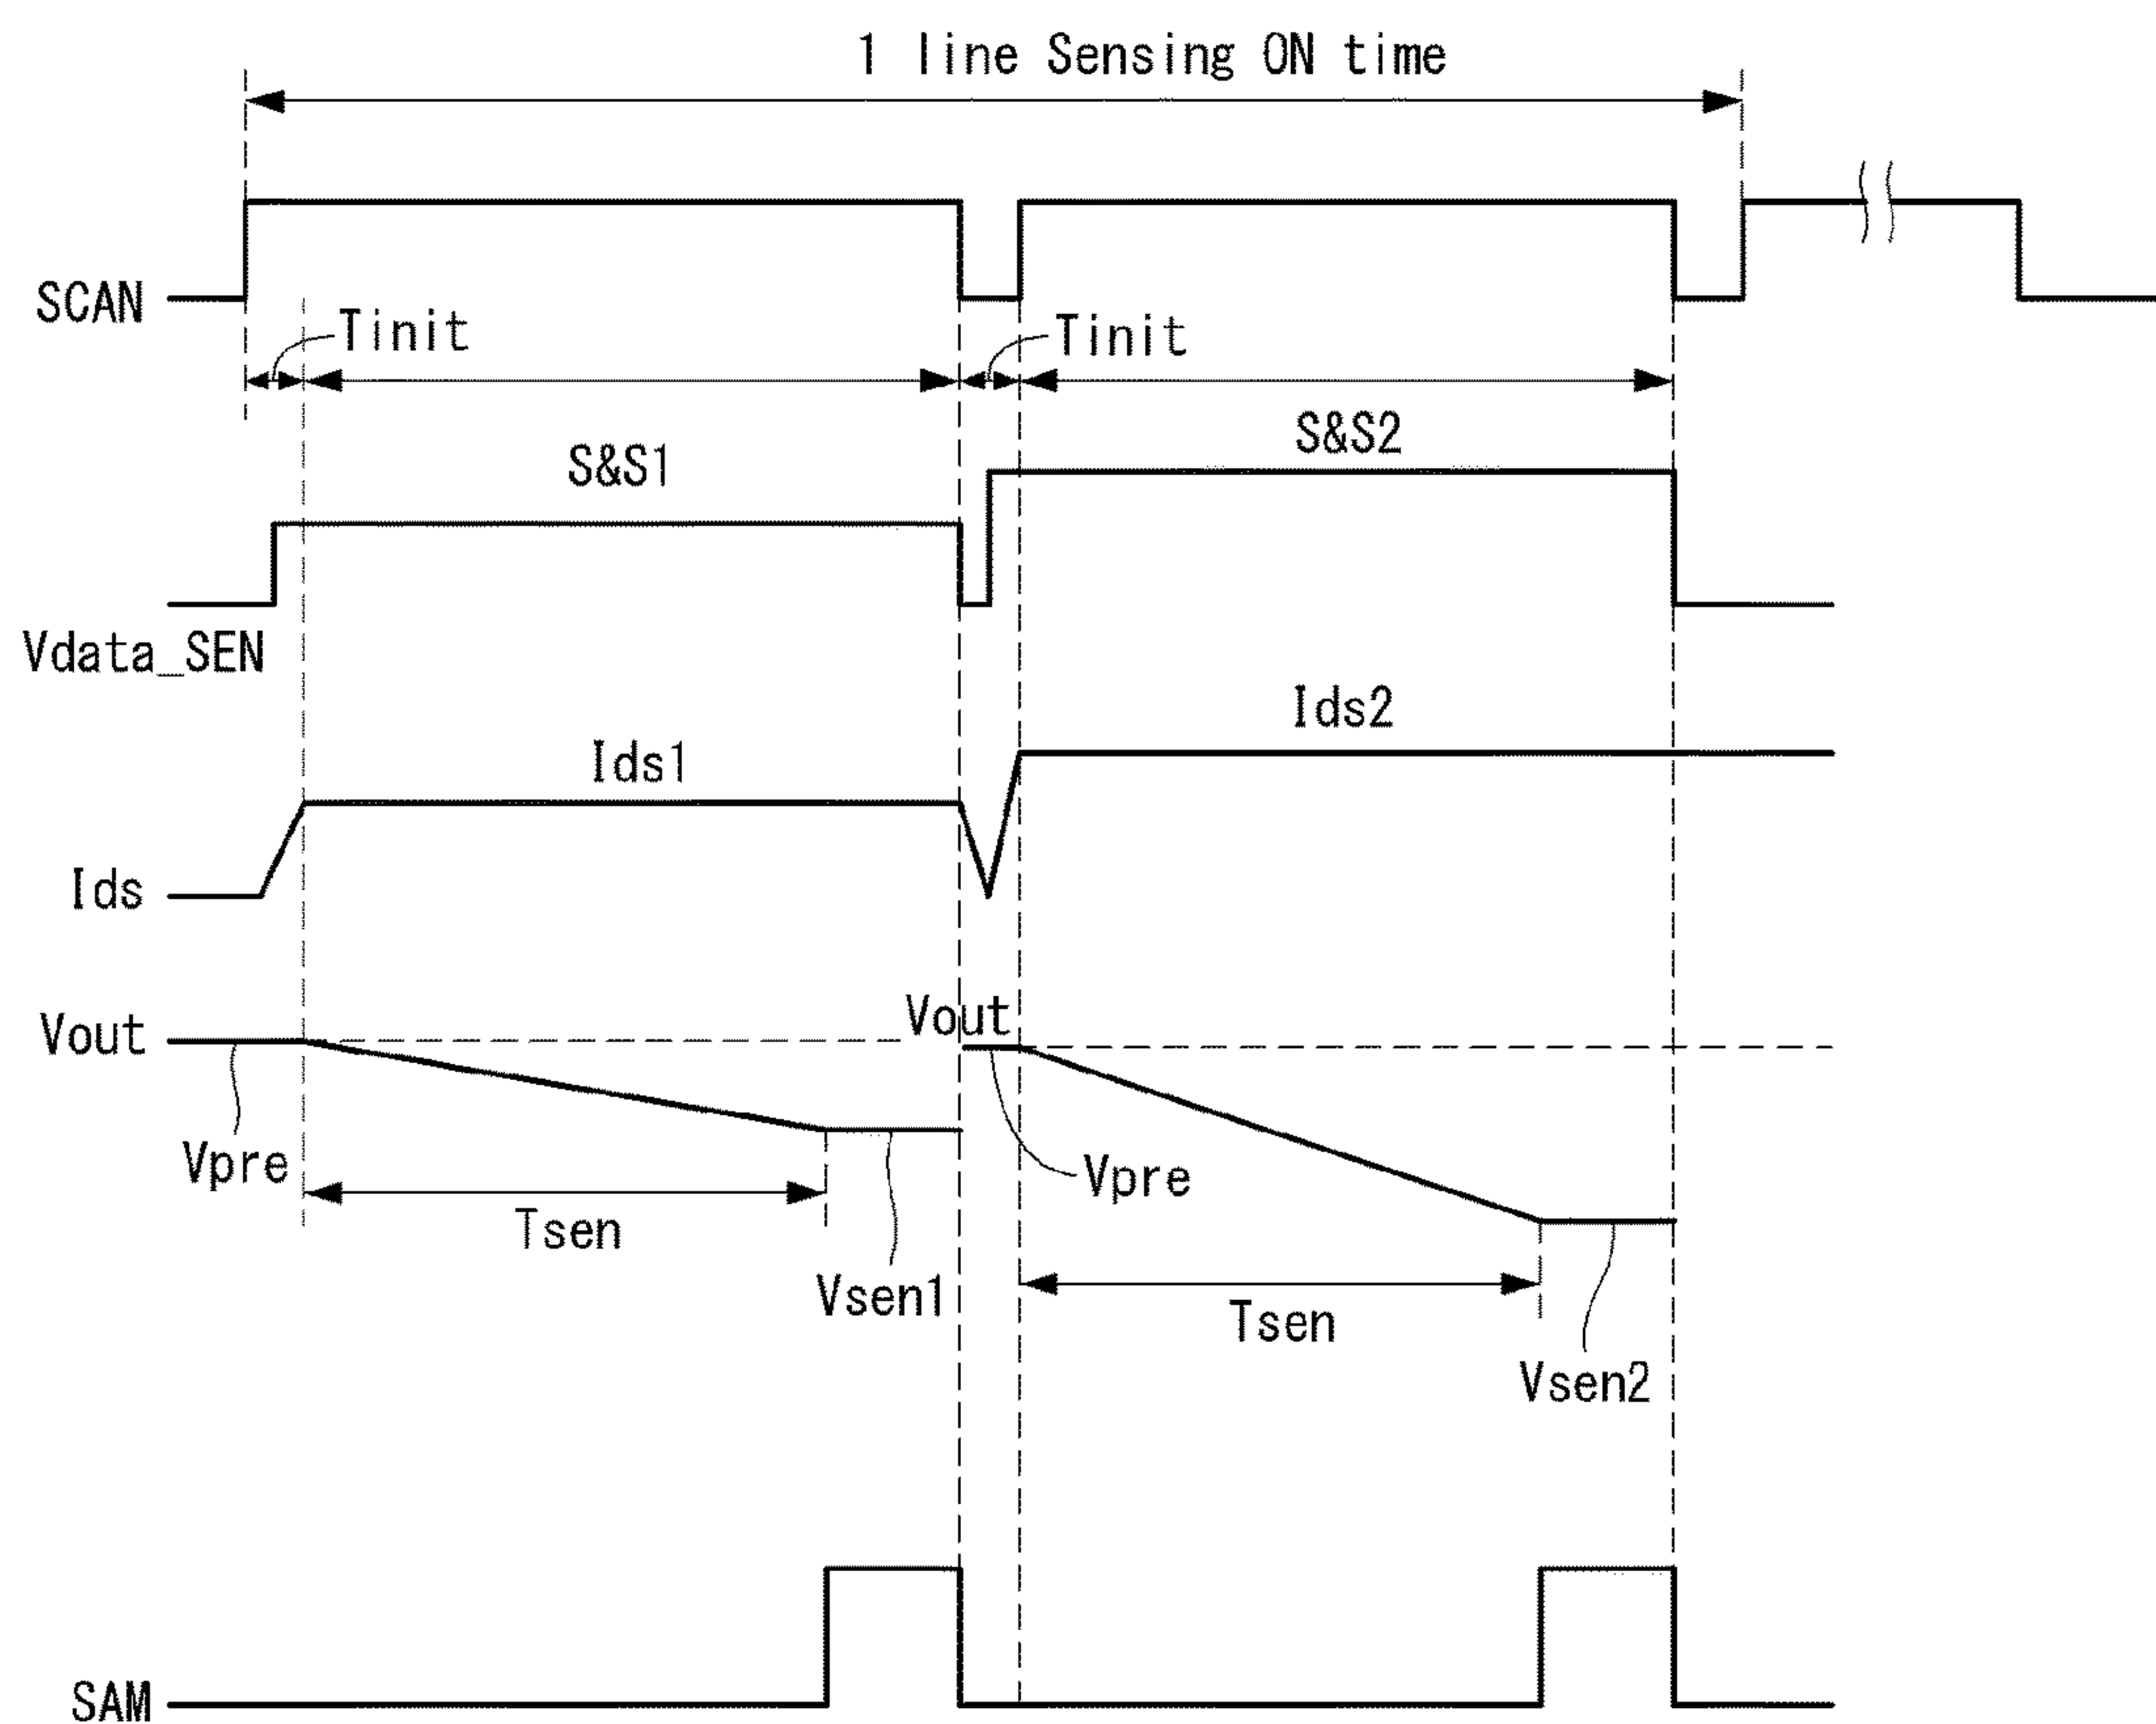 1 line Sensing ON time
SCAN
Tinit
Tinit
S&S1
S&S2
Vdata_SEN
Ids1
Ids2
Ids
Vout
Vout
Vpre
Vpre
Tsen
Vsen1
Tsen
Vsen2
SAM